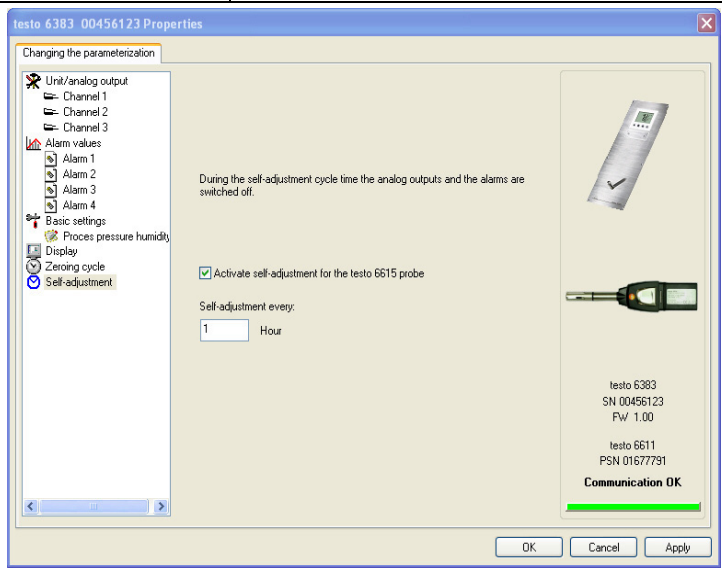 testo 6383 00456123 Properties
Changing the parameterization
Unit/analog output
Channel 1
Channel 2
Channel 3
Alarm values
Alarm 1
Alarm 2
Alarm 3
Alarm 4
Basic settings
Proces pressure humidity
Display
Zeroing cycle
Self-adjustment
During the self-adjustment cycle time the analog outputs and the alarms are
switched off.
Activate self-adjustment for the testo 6615 probe
Self-adjustment every:
1 Hour
testo 6383
SN 00456123
FW 1.00
testo 6611
PSN 01677791
Communication OK
OK Cancel Apply